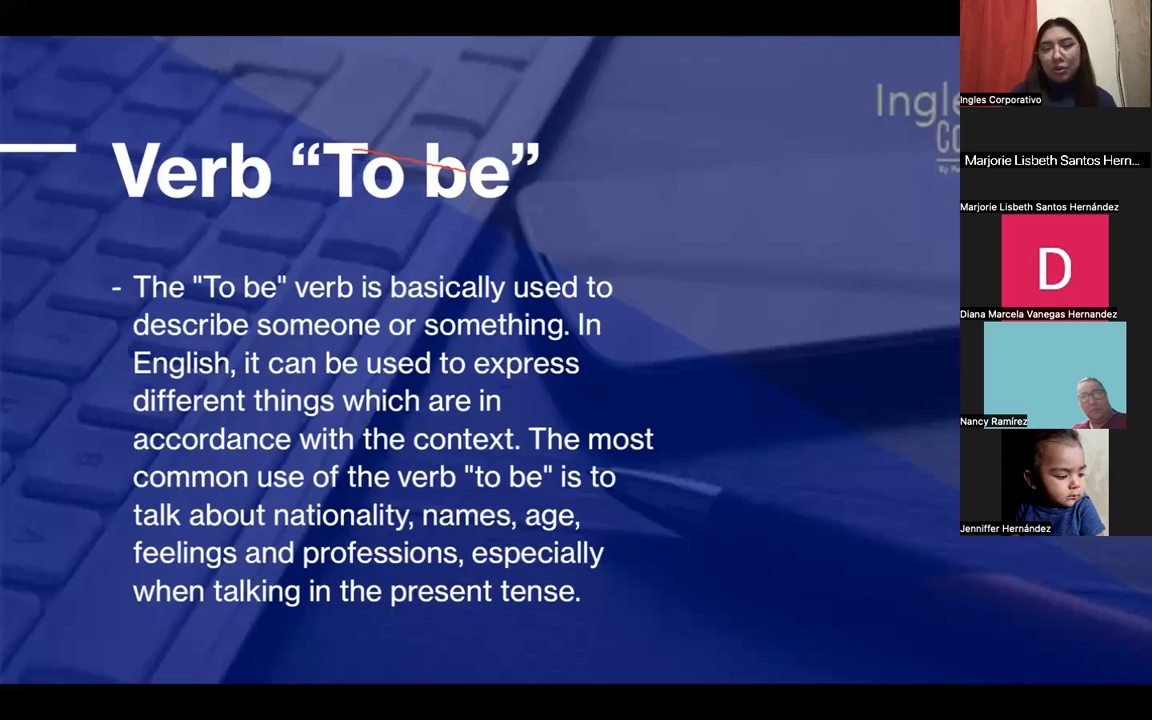 Verb “To be”
- The "To be" verb is basically used to
describe someone or something. In
English, it can be used to express
different things which are in
accordance with the context. The most
common use of the verb "to be" is to
talk about nationality, names, age,
feelings and professions, especially
when talking in the present tense.
Ingles Corporativo
Marjorie Lisbeth Santos Hern...
Marjorie Lisbeth Santos Hernández
D
Diana Marcela Vanegas Hernandez
Nancy Ramírez
Jenniffer Hernández